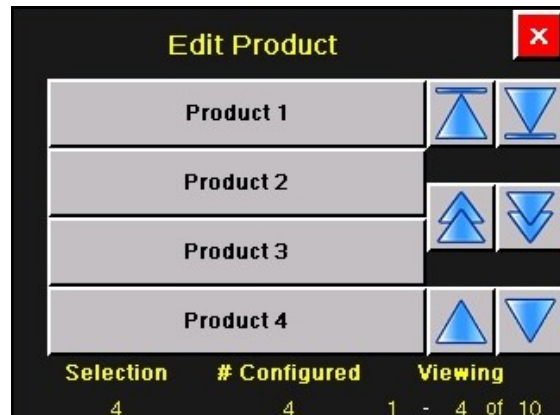 Edit Product
X
Product 1
Product 2
Product 3
Product 4
Selection # Configured Viewing
4 4 1 - 4 of 10